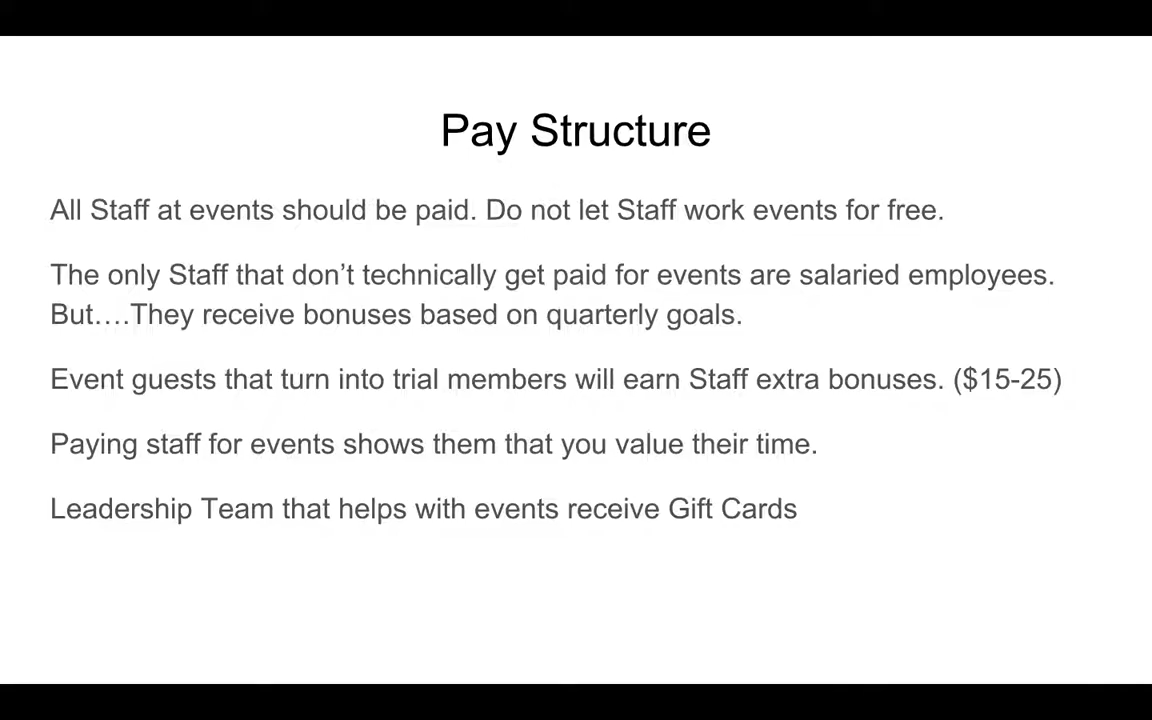 Pay Structure
All Staff at events should be paid. Do not let Staff work events for free.
The only Staff that don’t technically get paid for events are salaried employees.
But….They receive bonuses based on quarterly goals.
Event guests that turn into trial members will earn Staff extra bonuses. ($15-25)
Paying staff for events shows them that you value their time.
Leadership Team that helps with events receive Gift Cards